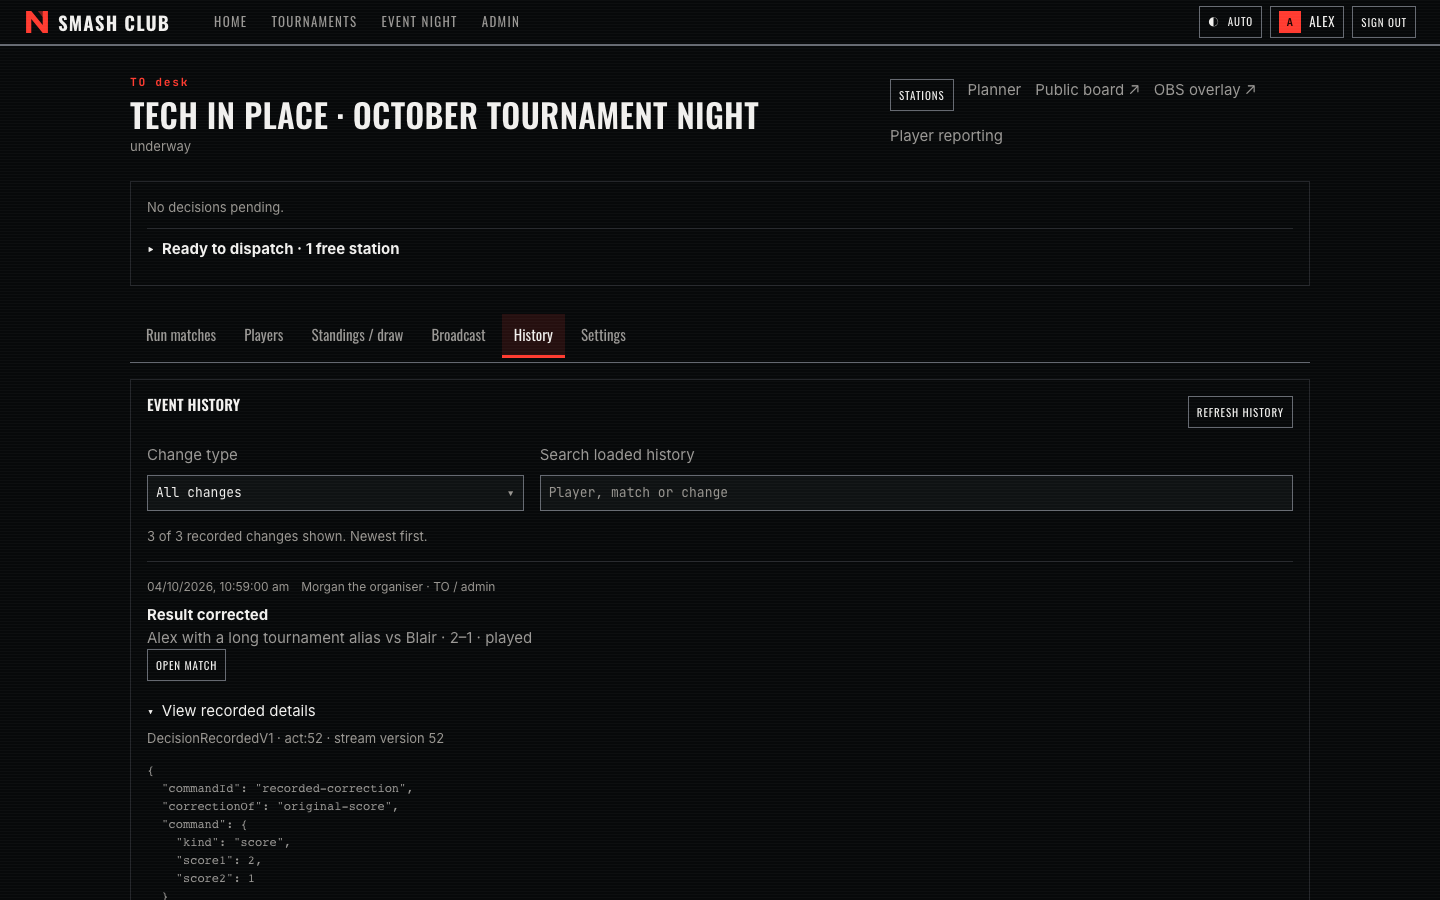 N SMASH CLUB HOME TOURNAMENTS EVENT NIGHT ADMIN AUTO A ALEX SIGN OUT
TO desk
TECH IN PLACE · OCTOBER TOURNAMENT NIGHT
underway
STATIONS Planner Public board ↗ OBS overlay ↗
Player reporting
No decisions pending.
▸ Ready to dispatch · 1 free station
Run matches Players Standings / draw Broadcast History Settings
EVENT HISTORY REFRESH HISTORY
Change type Search loaded history
All changes ▾ Player, match or change
3 of 3 recorded changes shown. Newest first.
04/10/2026, 10:59:00 am Morgan the organiser · TO / admin
Result corrected
Alex with a long tournament alias vs Blair · 2–1 · played
OPEN MATCH
▾ View recorded details
DecisionRecordedV1 · act:52 · stream version 52
{
"commandId": "recorded-correction",
"correctionOf": "original-score",
"command": {
"kind": "score",
"score1": 2,
"score2": 1
}